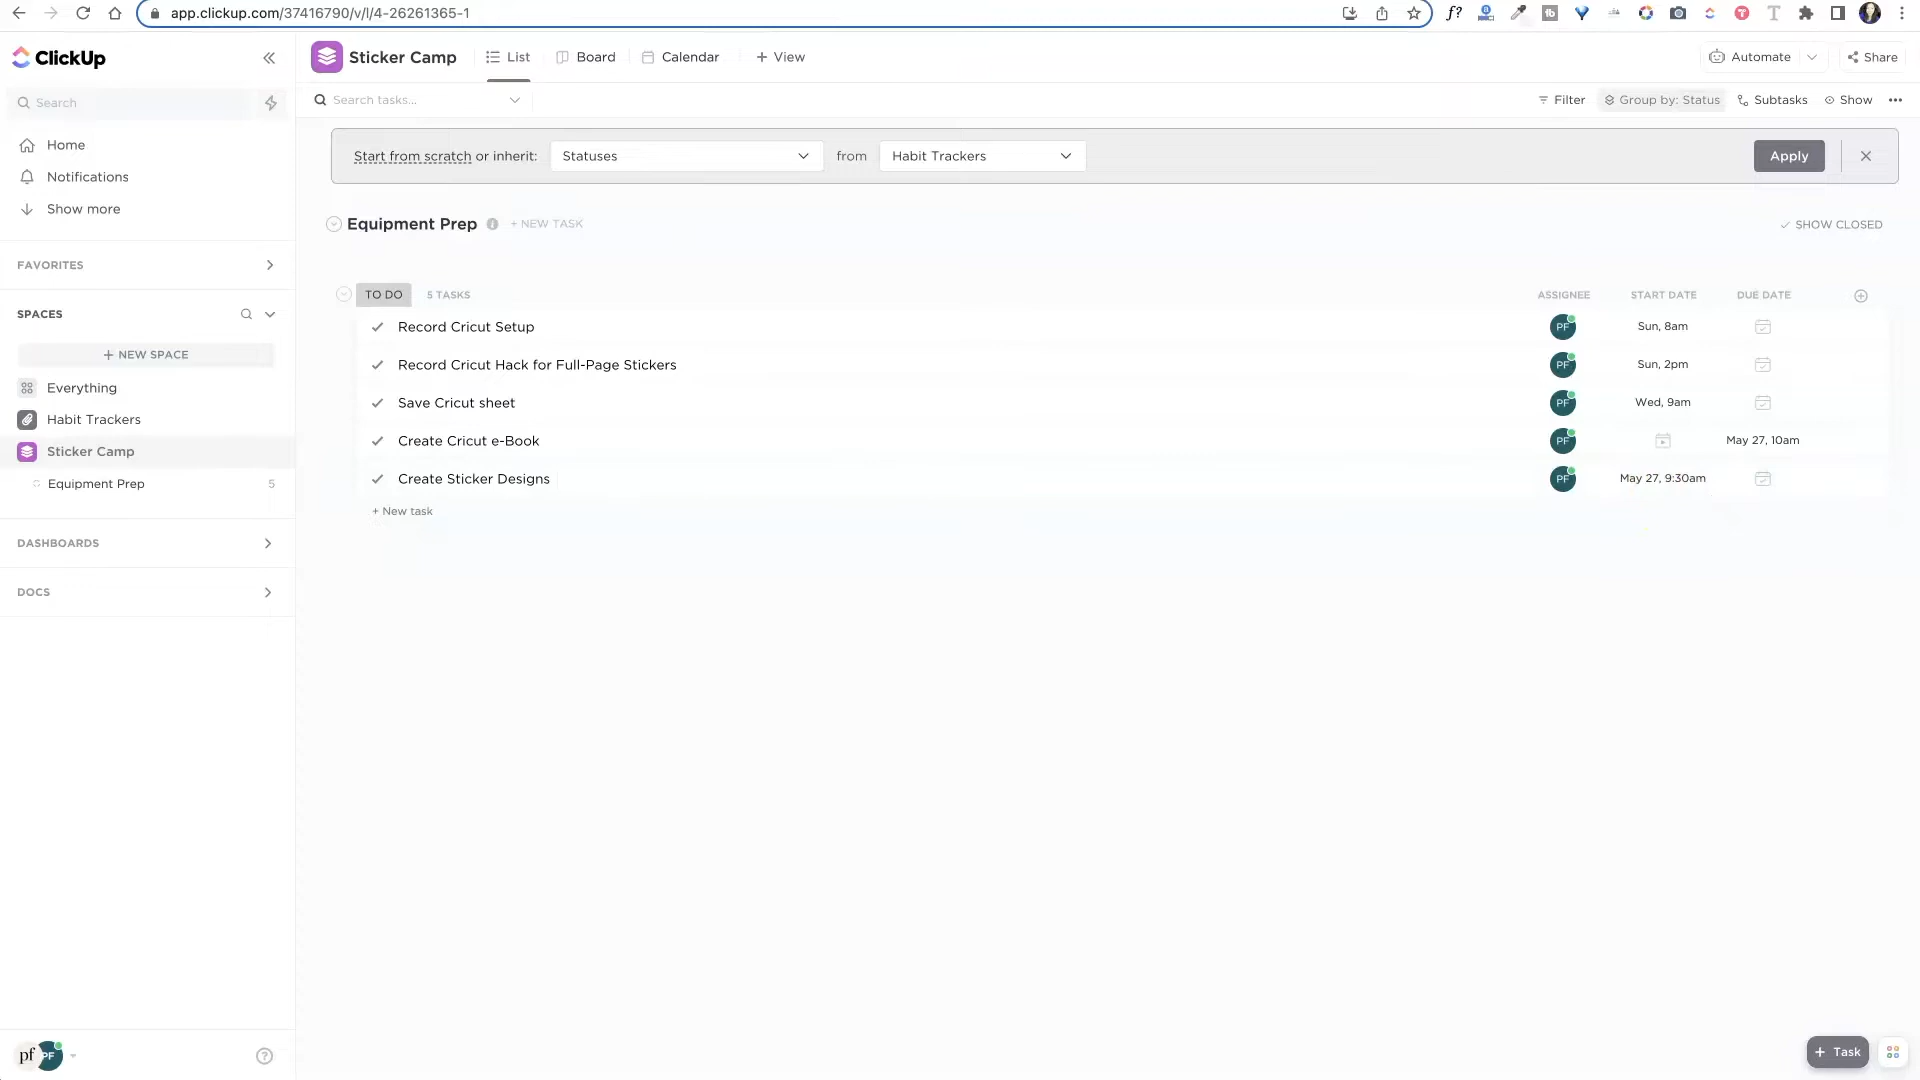 app.clickup.com/37416790/v/l/4-26261365-1
ClickUp
Sticker Camp
List
Board
Calendar
+ View
Automate
Share
Search
Search tasks...
Filter
Group by: Status
Subtasks
Show
Home
Notifications
Show more
Start from scratch or inherit:
Statuses
from
Habit Trackers
Apply
FAVORITES
SPACES
+ NEW SPACE
Everything
Habit Trackers
Sticker Camp
Equipment Prep 5
DASHBOARDS
DOCS
Equipment Prep
+ NEW TASK
SHOW CLOSED
TO DO 5 TASKS ASSIGNEE START DATE DUE DATE
Record Cricut Setup PF Sun, 8am
Record Cricut Hack for Full-Page Stickers PF Sun, 2pm
Save Cricut sheet PF Wed, 9am
Create Cricut e-Book PF May 27, 10am
Create Sticker Designs PF May 27, 9:30am
+ New task
pf PF
+ Task